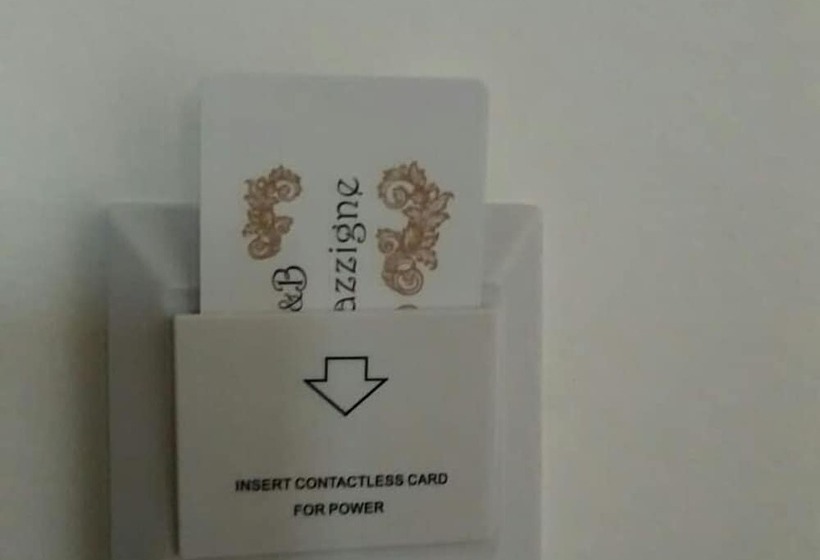 &B
azzigne
INSERT CONTACTLESS CARD
FOR POWER